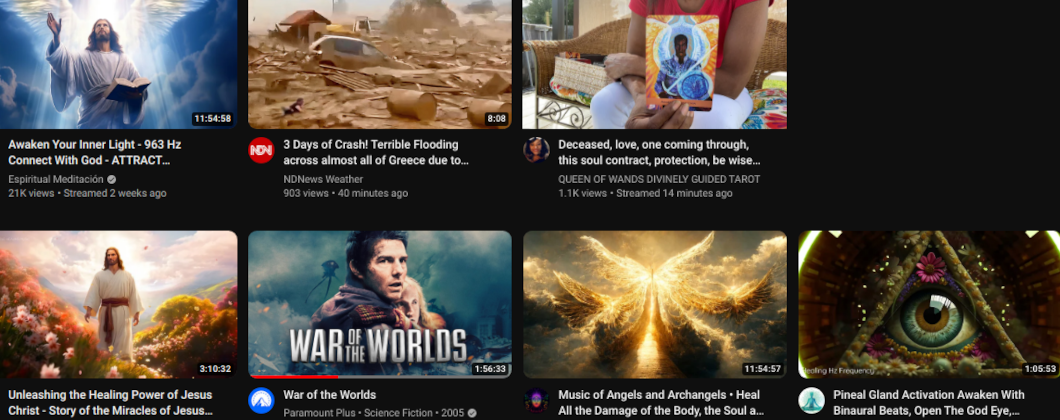 11:54:58
8:08
Awaken Your Inner Light - 963 Hz
Connect With God - ATTRACT...
Espiritual Meditación
21K views • Streamed 2 weeks ago
NDN
3 Days of Crash! Terrible Flooding
across almost all of Greece due to...
NDNews Weather
903 views • 40 minutes ago
Deceased, love, one coming through,
this soul contract, protection, be wise...
QUEEN OF WANDS DIVINELY GUIDED TAROT
1.1K views • Streamed 14 minutes ago
3:10:32
WAR OF THE WORLDS
1:56:33
11:54:57
Healing Hz Frequency
1:05:53
Unleashing the Healing Power of Jesus
Christ - Story of the Miracles of Jesus...
War of the Worlds
Paramount Plus • Science Fiction • 2005
Music of Angels and Archangels • Heal
All the Damage of the Body, the Soul a...
Pineal Gland Activation Awaken With
Binaural Beats, Open The God Eye,...